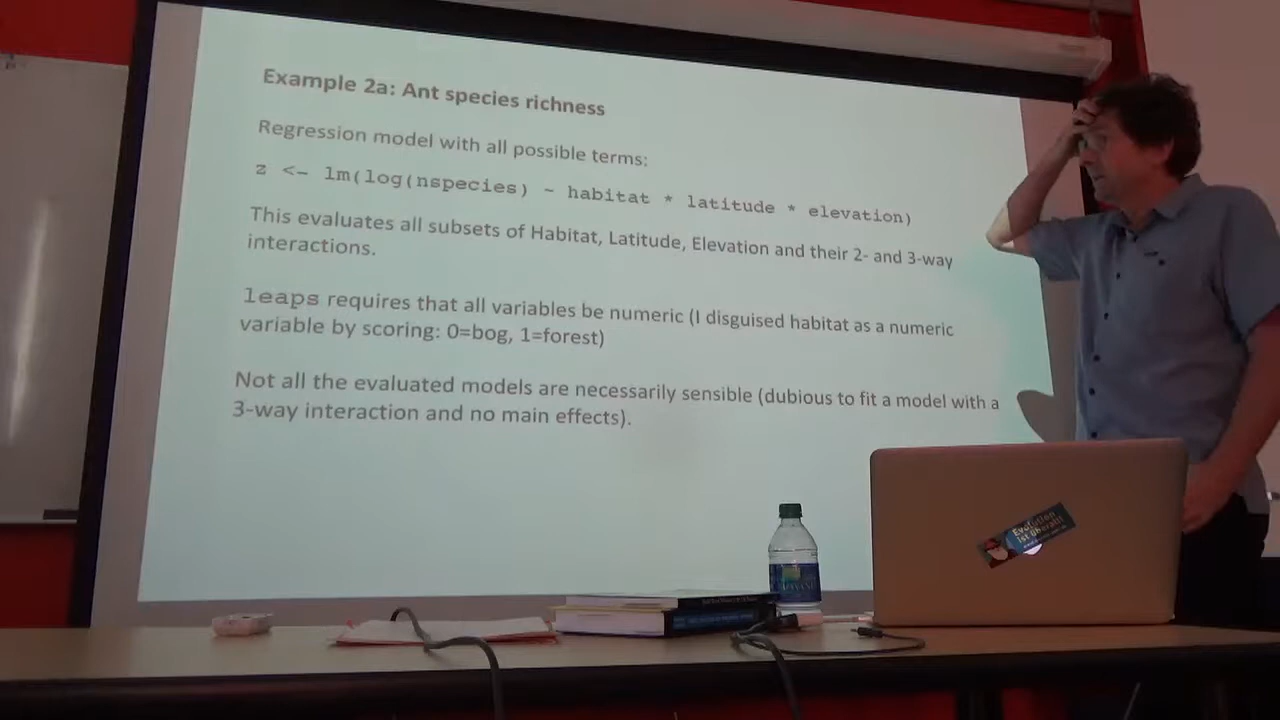 Example 2a: Ant species richness
Regression model with all possible terms:
z <- lm(log(nspecies) ~ habitat * latitude * elevation)
This evaluates all subsets of Habitat, Latitude, Elevation and their 2- and 3-way
interactions.
leaps requires that all variables be numeric (I disguised habitat as a numeric
variable by scoring: 0=bog, 1=forest)
Not all the evaluated models are necessarily sensible (dubious to fit a model with a
3-way interaction and no main effects).
Evolution
ist überall!